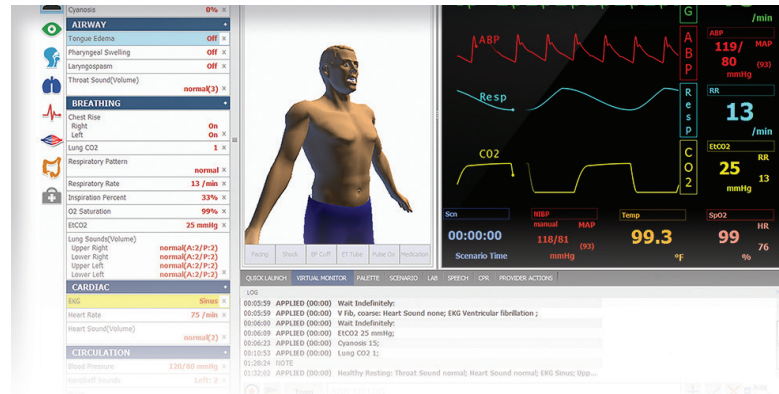 Cyanosis 0% x
AIRWAY
Tongue Edema Off x
Pharyngeal Swelling Off x
Laryngospasm Off x
Throat Sound(Volume)
normal(3) x
BREATHING
Chest Rise
Right On
Left On x
Lung CO2 1 x
Respiratory Pattern
normal x
Respiratory Rate 13 /min x
Inspiration Percent 33% x
O2 Saturation 99% x
EtCO2 25 mmHg x
Lung Sounds(Volume)
Upper Right normal(A:2/P:2)
Lower Right normal(A:2/P:2)
Upper Left normal(A:2/P:2)
Lower Left normal(A:2/P:2) x
CARDIAC
EKG Sinus x
Heart Rate 75 /min x
Heart Sound(Volume)
normal(2) x
CIRCULATION
Blood Pressure 120/80 mmHg x
Korotkoff Sounds Left: 2 x
Pacing Shock BP Cuff ET Tube Pulse Ox Medication
G
/min
ABP
ABP
ABP
119/
80
MAP
(93)
mmHg
Resp
Resp
RR
13
/min
CO2
CO2
EtCO2
RR
25
13
mmHg
Scn
00:00:00
Scenario Time
NIBP
manual MAP
118/81
(93)
mmHg
Temp
99.3
°F
SpO2
HR
99
76
%
QUICK LAUNCH VIRTUAL MONITOR PALETTE SCENARIO LAB SPEECH CPR PROVIDER ACTIONS
LOG
00:05:59 APPLIED (00:00) Wait Indefinitely:
00:05:59 APPLIED (00:00) V Fib, coarse: Heart Sound none; EKG Ventricular fibrillation ;
00:06:00 APPLIED (00:00) Wait Indefinitely:
00:06:09 APPLIED (00:00) EtCO2 25 mmHg;
00:06:23 APPLIED (00:00) Cyanosis 15;
00:10:53 APPLIED (00:00) Lung CO2 1;
01:28:24 NOTE
01:32:03 APPLIED (00:00) Healthy Resting: Throat Sound normal; Heart Sound normal; EKG Sinus; Upp...